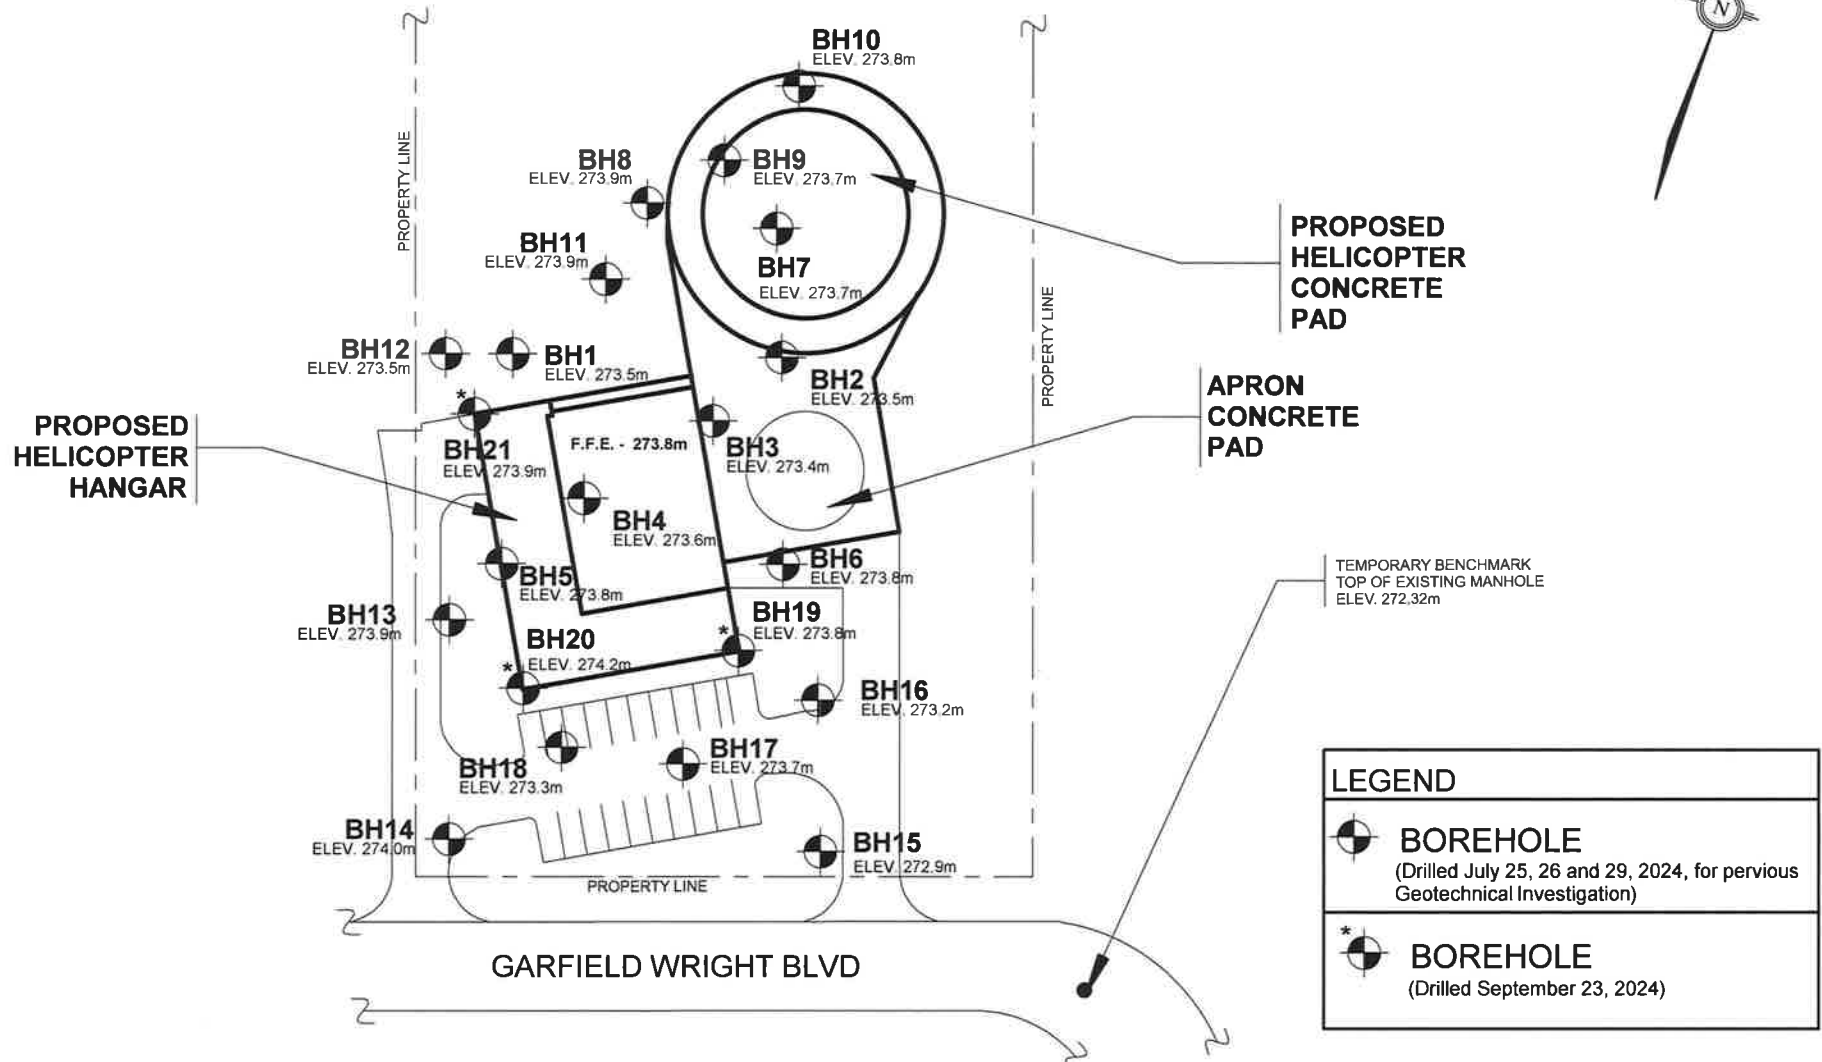 N
BH10
ELEV. 273.8m
PROPERTY LINE
BH8
ELEV. 273.9m
BH9
ELEV. 273.7m
BH11
ELEV. 273.9m
BH7
ELEV. 273.7m
PROPOSED
HELICOPTER
CONCRETE
PAD
PROPERTY LINE
BH12
ELEV. 273.5m
BH1
ELEV. 273.5m
BH2
ELEV. 273.5m
APRON
CONCRETE
PAD
PROPOSED
HELICOPTER
HANGAR
*
BH21
ELEV. 273.9m
F.F.E. - 273.8m
BH3
ELEV. 273.4m
BH4
ELEV. 273.6m
BH5
ELEV. 273.8m
BH6
ELEV. 273.8m
TEMPORARY BENCHMARK
TOP OF EXISTING MANHOLE
ELEV. 272.32m
BH13
ELEV. 273.9m
*
BH19
ELEV. 273.8m
*
BH20
ELEV. 274.2m
BH16
ELEV. 273.2m
BH17
ELEV. 273.7m
BH18
ELEV. 273.3m
BH14
ELEV. 274.0m
BH15
ELEV. 272.9m
PROPERTY LINE
GARFIELD WRIGHT BLVD
LEGEND
BOREHOLE
(Drilled July 25, 26 and 29, 2024, for pervious
Geotechnical Investigation)
*
BOREHOLE
(Drilled September 23, 2024)